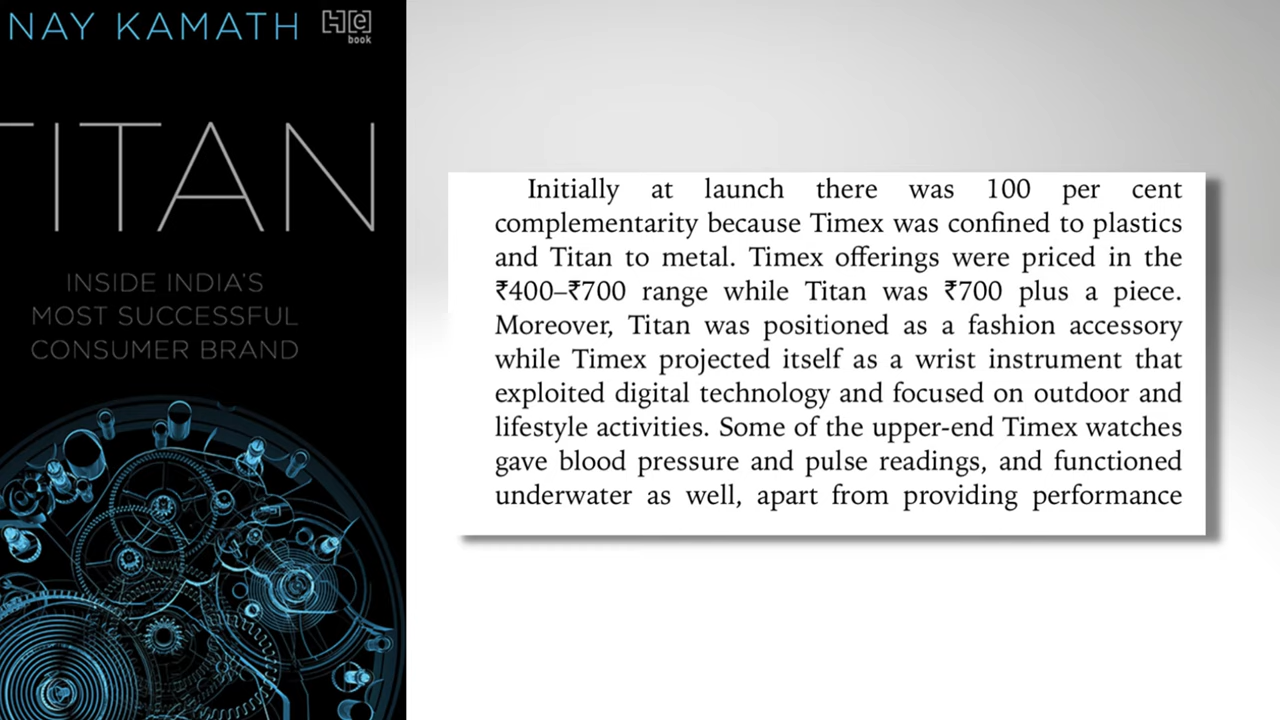 NAY KAMATH
book
TITAN
INSIDE INDIA'S
MOST SUCCESSFUL
CONSUMER BRAND
Initially at launch there was 100 per cent
complementarity because Timex was confined to plastics
and Titan to metal. Timex offerings were priced in the
₹400–₹700 range while Titan was ₹700 plus a piece.
Moreover, Titan was positioned as a fashion accessory
while Timex projected itself as a wrist instrument that
exploited digital technology and focused on outdoor and
lifestyle activities. Some of the upper-end Timex watches
gave blood pressure and pulse readings, and functioned
underwater as well, apart from providing performance